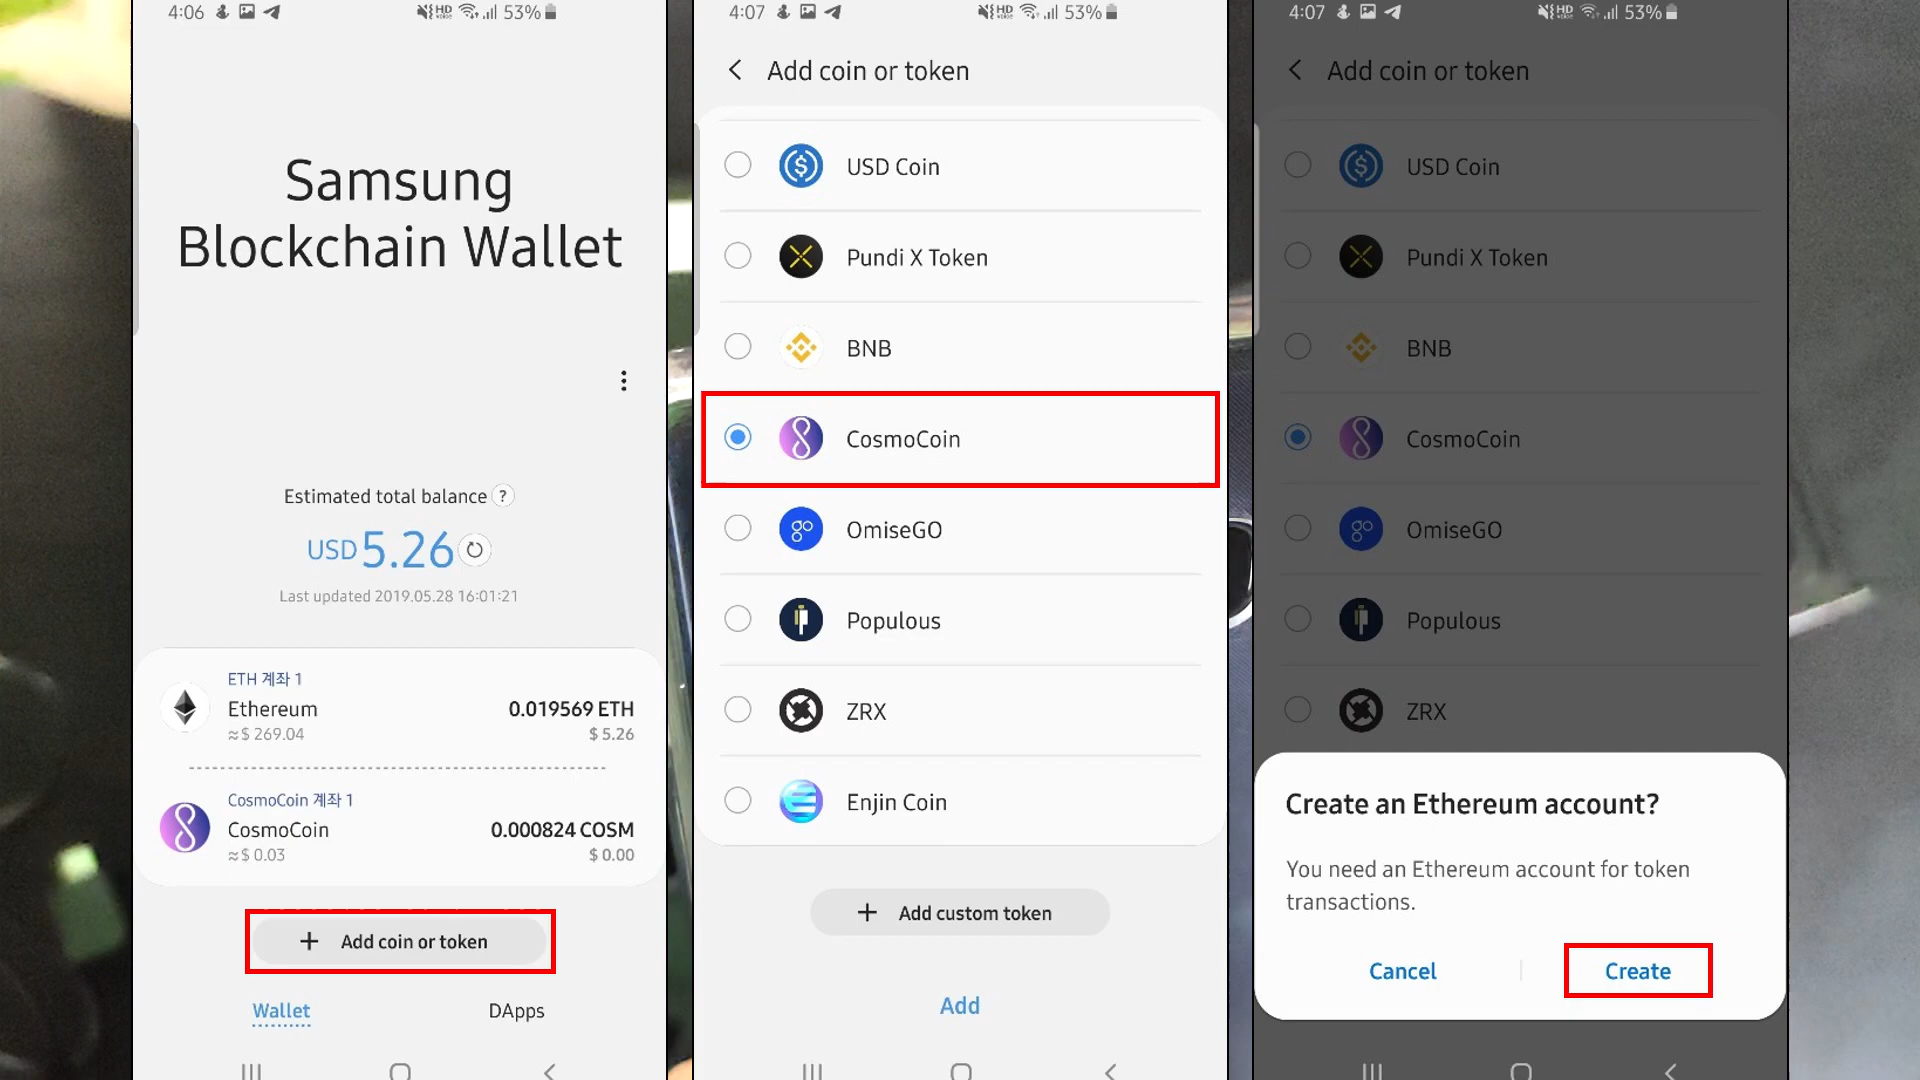 4:06
53%
Samsung
Blockchain Wallet
Estimated total balance ?
USD 5.26
Last updated 2019.05.28 16:01:21
ETH 계좌 1
Ethereum 0.019569 ETH
≈$ 269.04 $ 5.26
CosmoCoin 계좌 1
CosmoCoin 0.000824 COSM
≈$ 0.03 $ 0.00
+ Add coin or token
Wallet DApps
4:07
HD
53%
Add coin or token
USD Coin
Pundi X Token
BNB
CosmoCoin
OmiseGO
go
Populous
ZRX
Enjin Coin
+ Add custom token
Add
4:07
53%
Add coin or token
USD Coin
Pundi X Token
BNB
CosmoCoin
OmiseGO
ZRX
Populous
Create an Ethereum account?
You need an Ethereum account for token
transactions.
Cancel Create